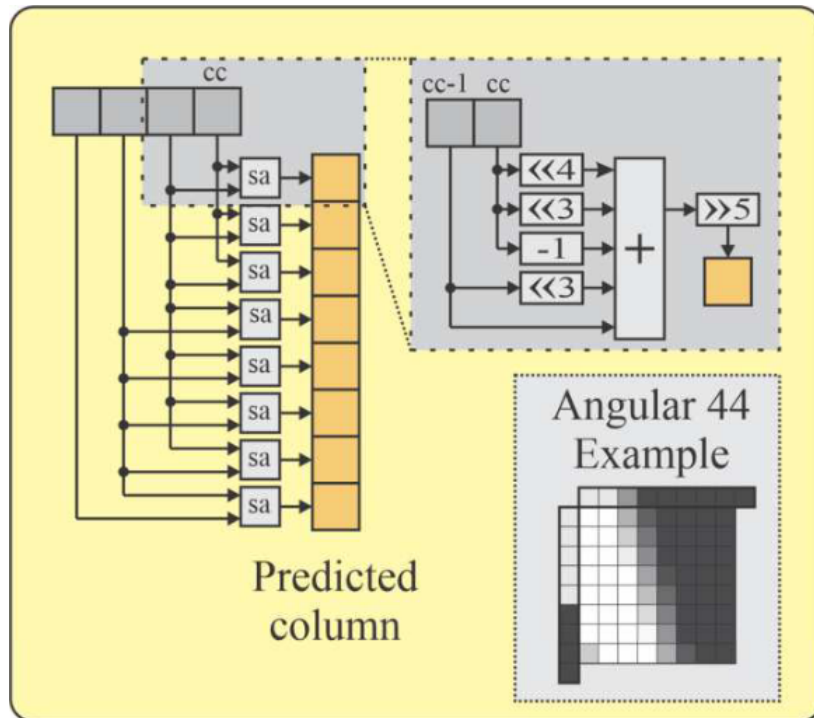 cc
cc-1 cc
sa
sa
sa
sa
sa
sa
sa
sa
«4
«3
-1
«3
+
»5
Predicted
column
Angular 44
Example